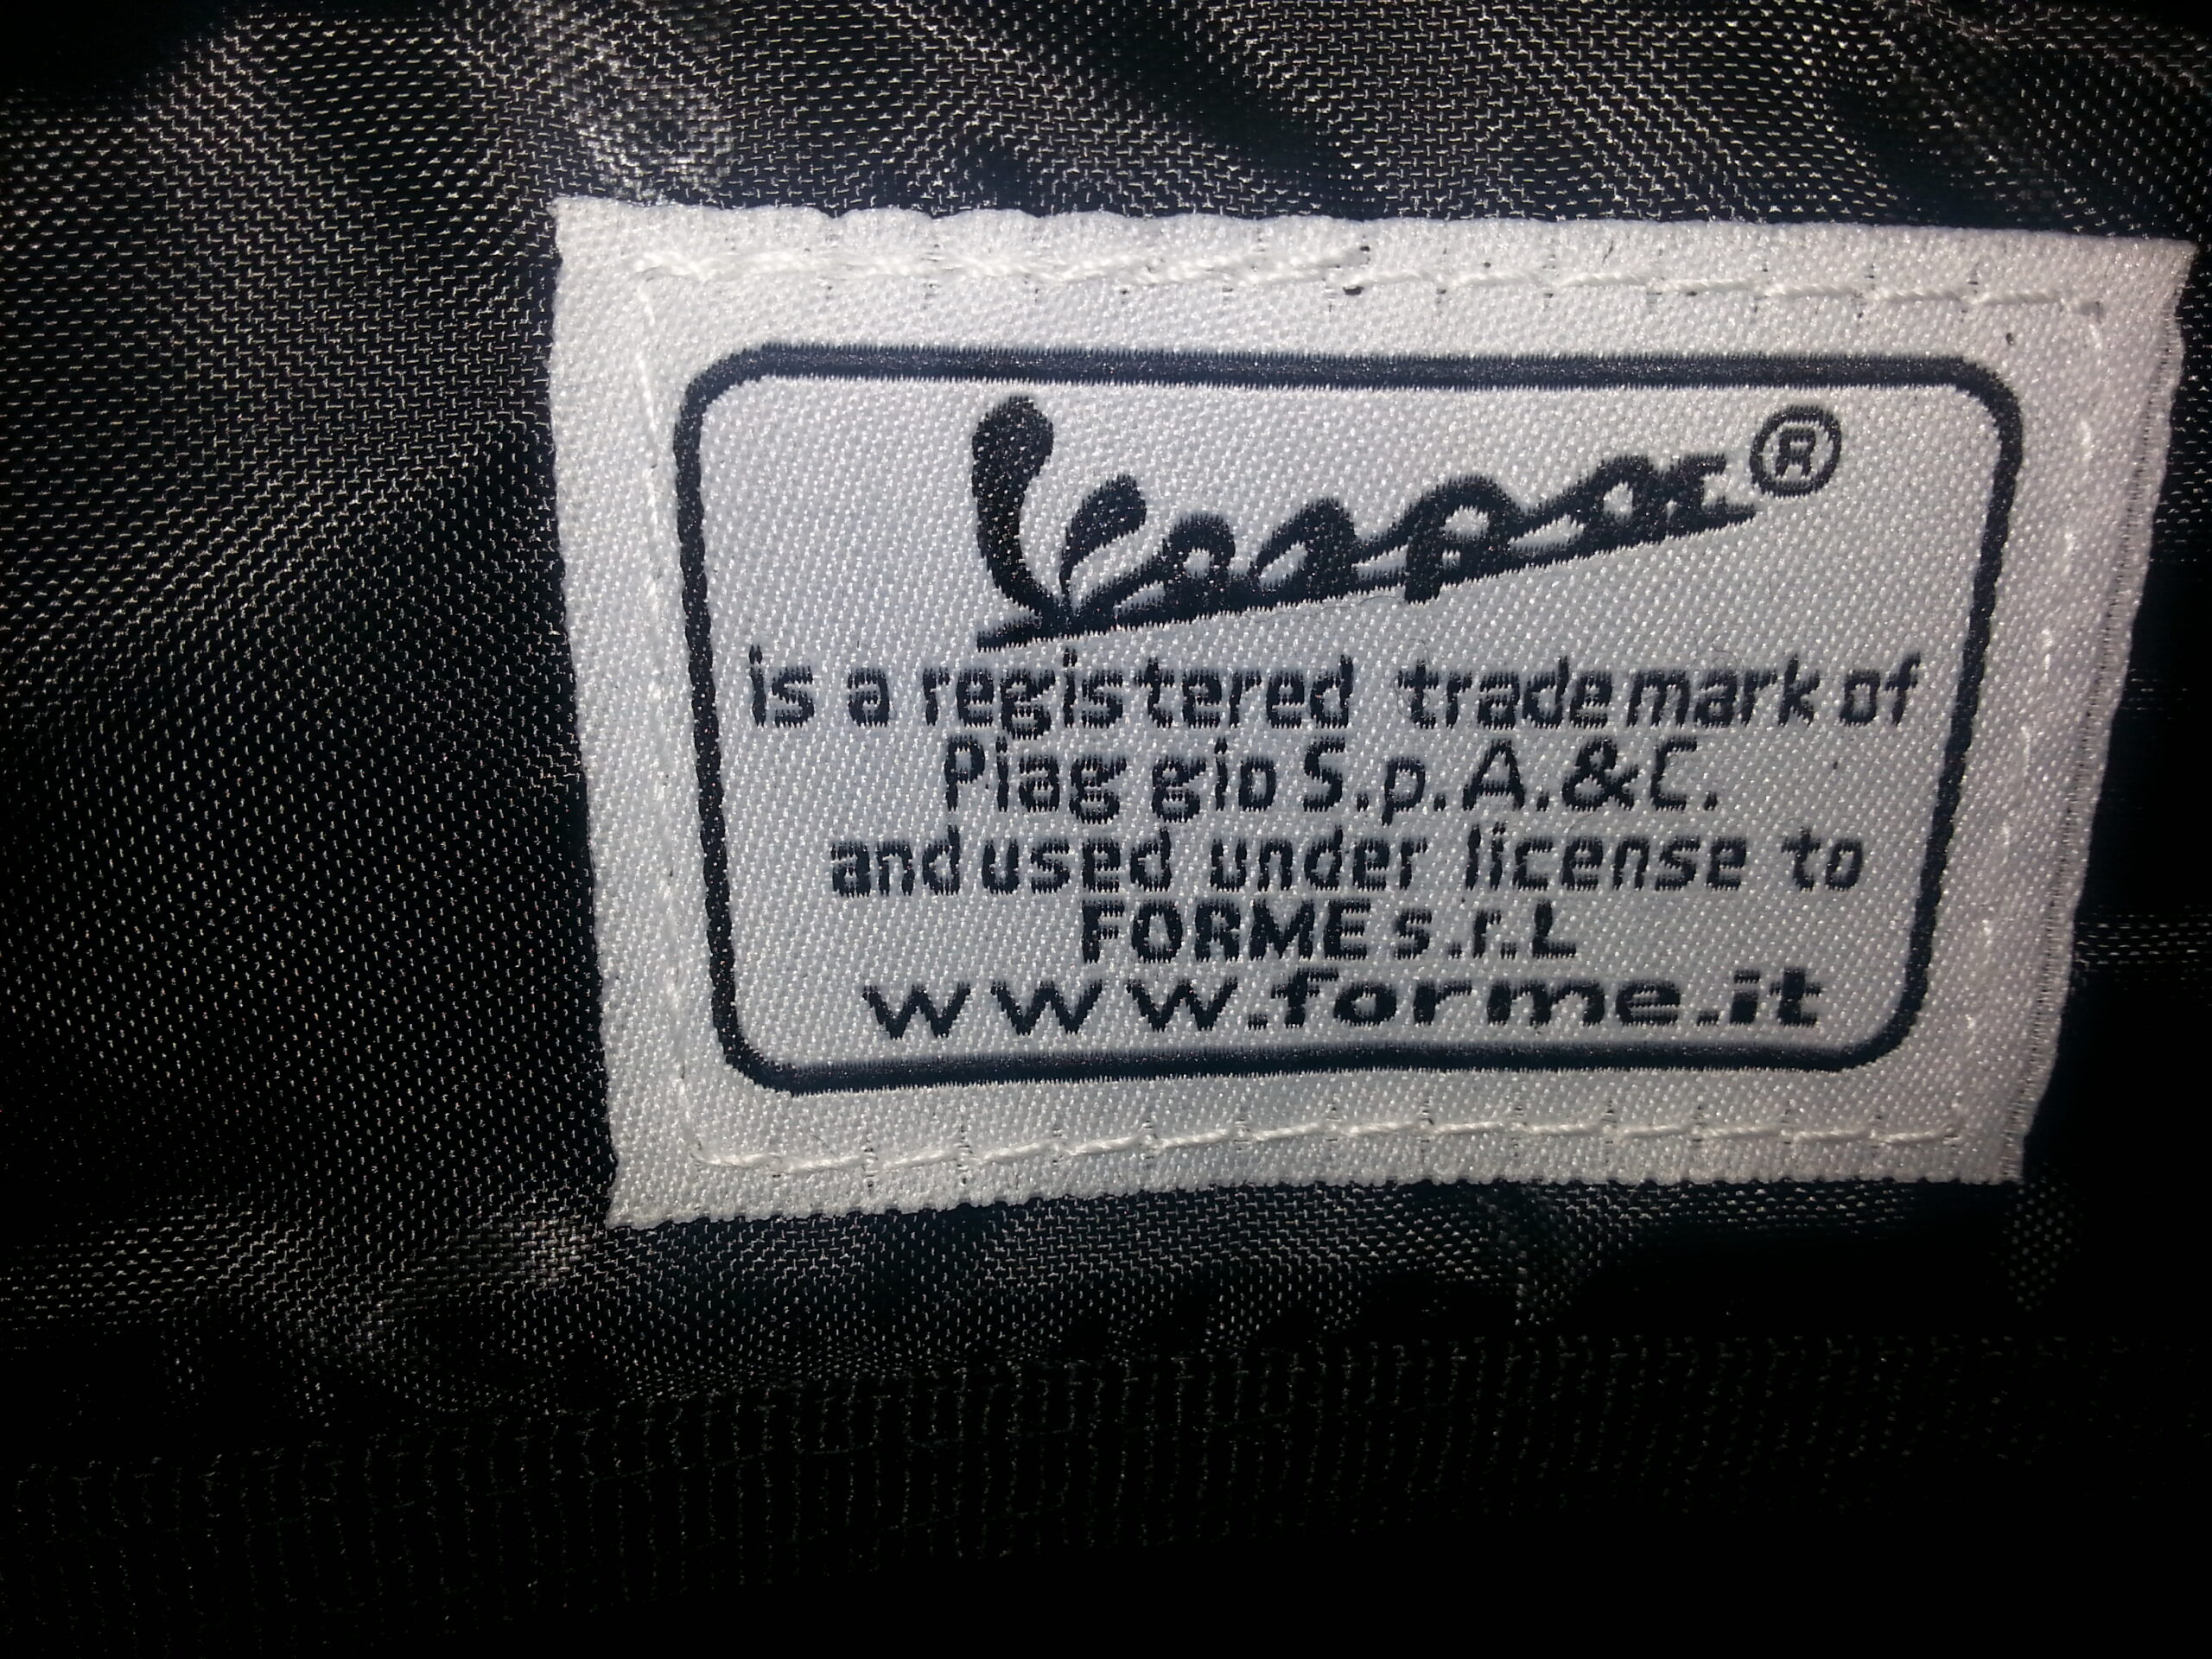 Vespa®
is a registered trademark of
Piaggio S.p.A.&C.
and used under license to
FORME s.r.L
www.forme.it